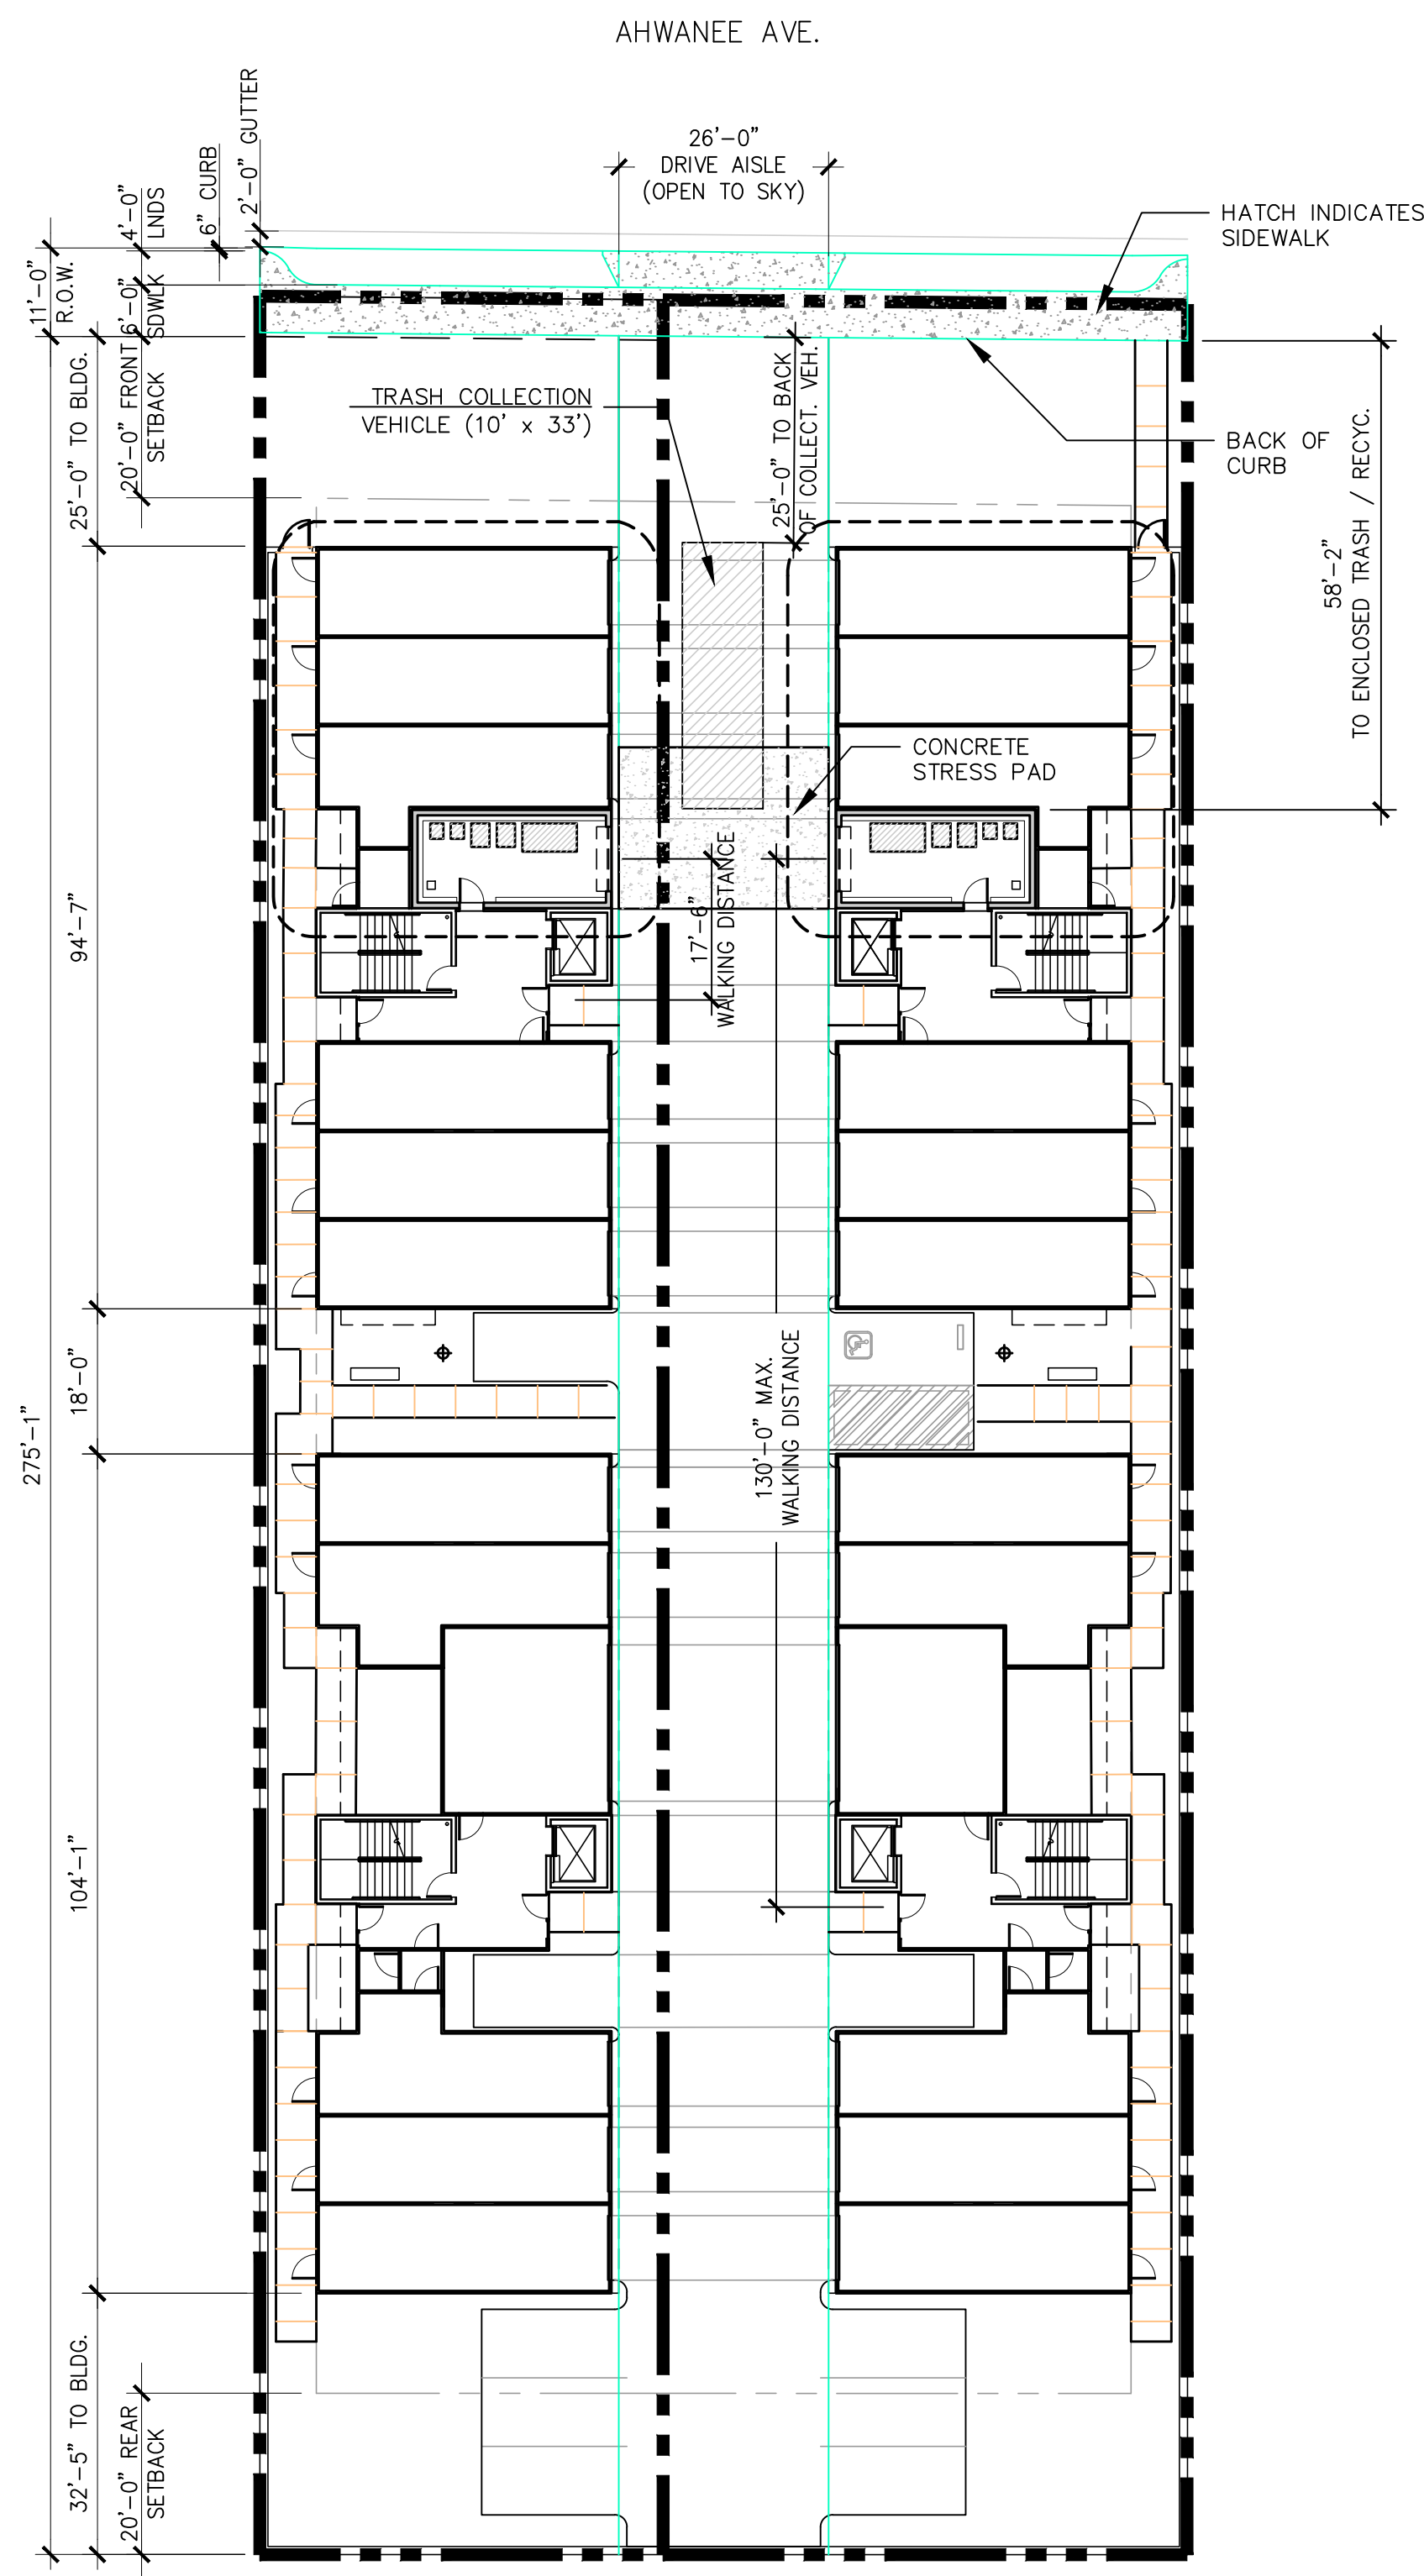 AHWANEE AVE.
2'-0" GUTTER
6" CURB
4'-0"
LNDS
11'-0"
R.O.W.
6'-0"
SDWLK
26'-0"
DRIVE AISLE
(OPEN TO SKY)
HATCH INDICATES
SIDEWALK
25'-0" TO BLDG.
20'-0" FRONT
SETBACK
TRASH COLLECTION
VEHICLE (10' x 33')
25'-0" TO BACK
OF COLLECT. VEH.
BACK OF
CURB
58'-2"
TO ENCLOSED TRASH / RECYC.
CONCRETE
STRESS PAD
94'-7"
17'-6"
WALKING DISTANCE
18'-0"
275'-1"
130'-0" MAX.
WALKING DISTANCE
104'-1"
32'-5" TO BLDG.
20'-0" REAR
SETBACK